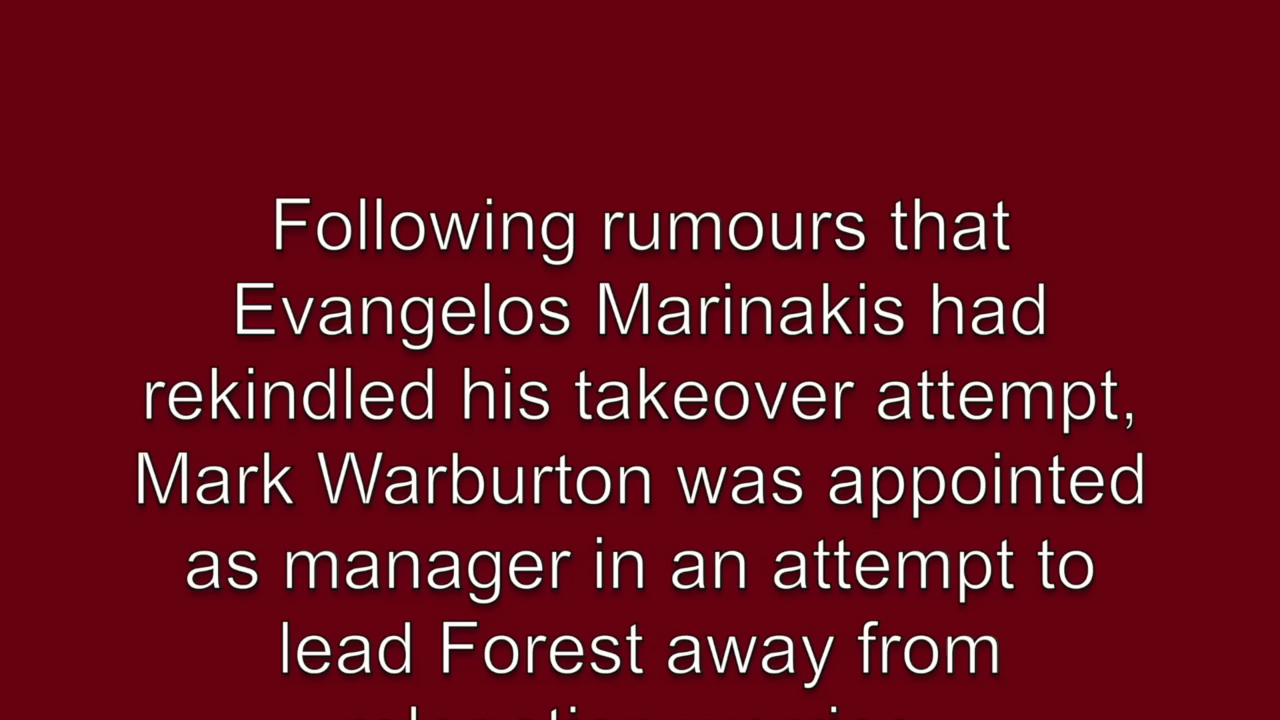 Following rumours that
Evangelos Marinakis had
rekindled his takeover attempt,
Mark Warburton was appointed
as manager in an attempt to
lead Forest away from